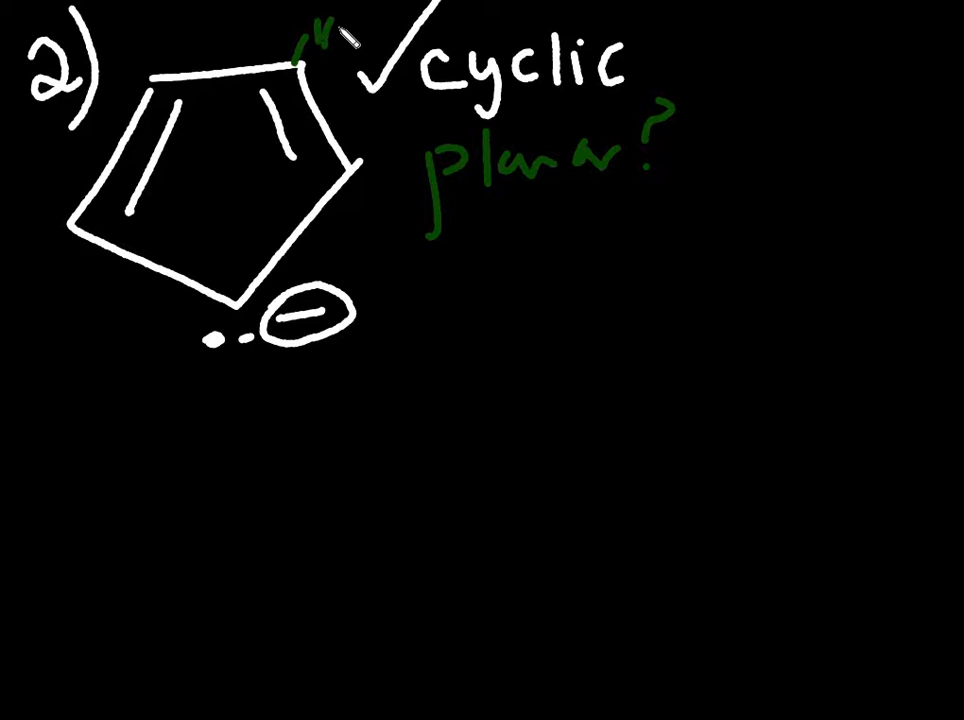 2)
H
✓ cyclic
planar?
−